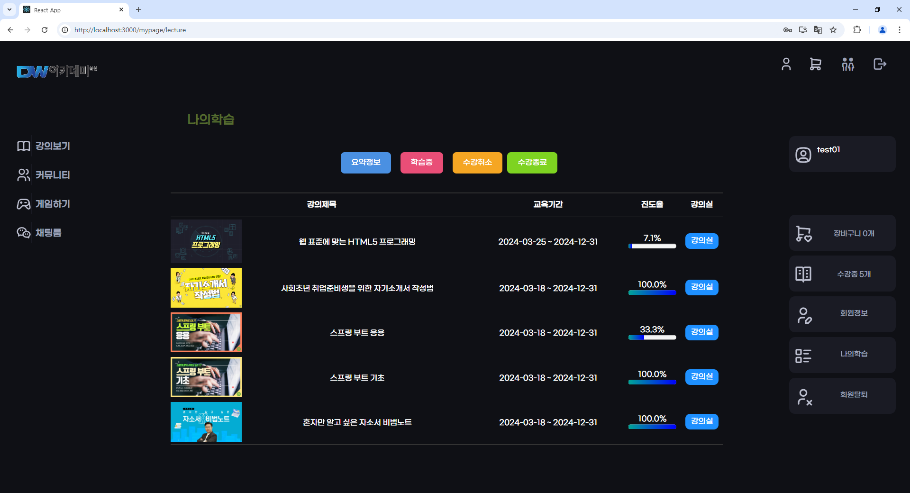 React App
http://localhost:3000/mypage/lecture
DW아카데미
나의학습
강의보기
커뮤니티
게임하기
채팅룸
요약정보 학습중 수강취소 수강종료
강의제목 교육기간 진도율 강의실
HTML5 프로그래밍
웹 표준에 맞는 HTML5 프로그래밍 2024-03-25 ~ 2024-12-31 7.1% 강의실
자기소개서 작성법
사회초년 취업준비생을 위한 자기소개서 작성법 2024-03-18 ~ 2024-12-31 100.0% 강의실
스프링 부트 응용
스프링 부트 응용 2024-03-18 ~ 2024-12-31 33.3% 강의실
스프링 부트 기초
스프링 부트 기초 2024-03-18 ~ 2024-12-31 100.0% 강의실
자소서 비법노트
혼자만 알고 싶은 자소서 비법노트 2024-03-18 ~ 2024-12-31 100.0% 강의실
test01
장바구니 0개
수강중 5개
회원정보
나의학습
회원탈퇴